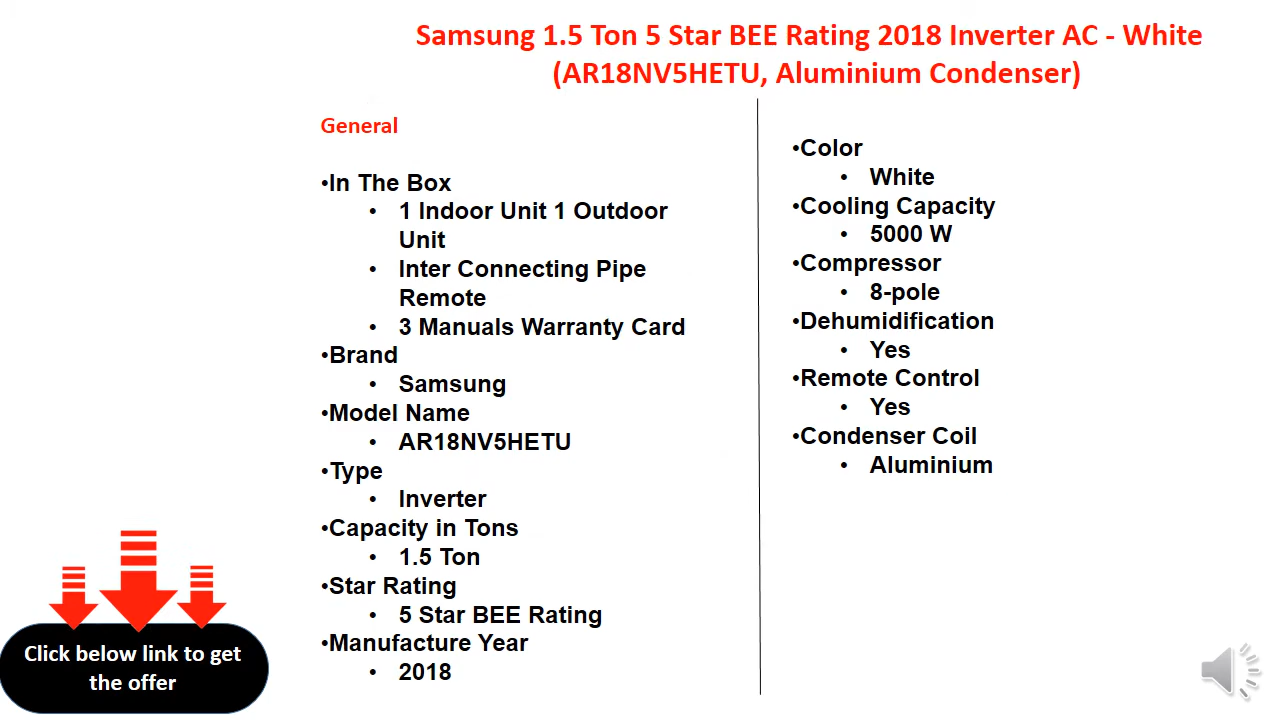 Samsung 1.5 Ton 5 Star BEE Rating 2018 Inverter AC - White
(AR18NV5HETU, Aluminium Condenser)
General
•In The Box
• 1 Indoor Unit 1 Outdoor
Unit
• Inter Connecting Pipe
Remote
• 3 Manuals Warranty Card
•Brand
• Samsung
•Model Name
• AR18NV5HETU
•Type
• Inverter
•Capacity in Tons
• 1.5 Ton
•Star Rating
• 5 Star BEE Rating
•Manufacture Year
• 2018
•Color
• White
•Cooling Capacity
• 5000 W
•Compressor
• 8-pole
•Dehumidification
• Yes
•Remote Control
• Yes
•Condenser Coil
• Aluminium
Click below link to get
the offer